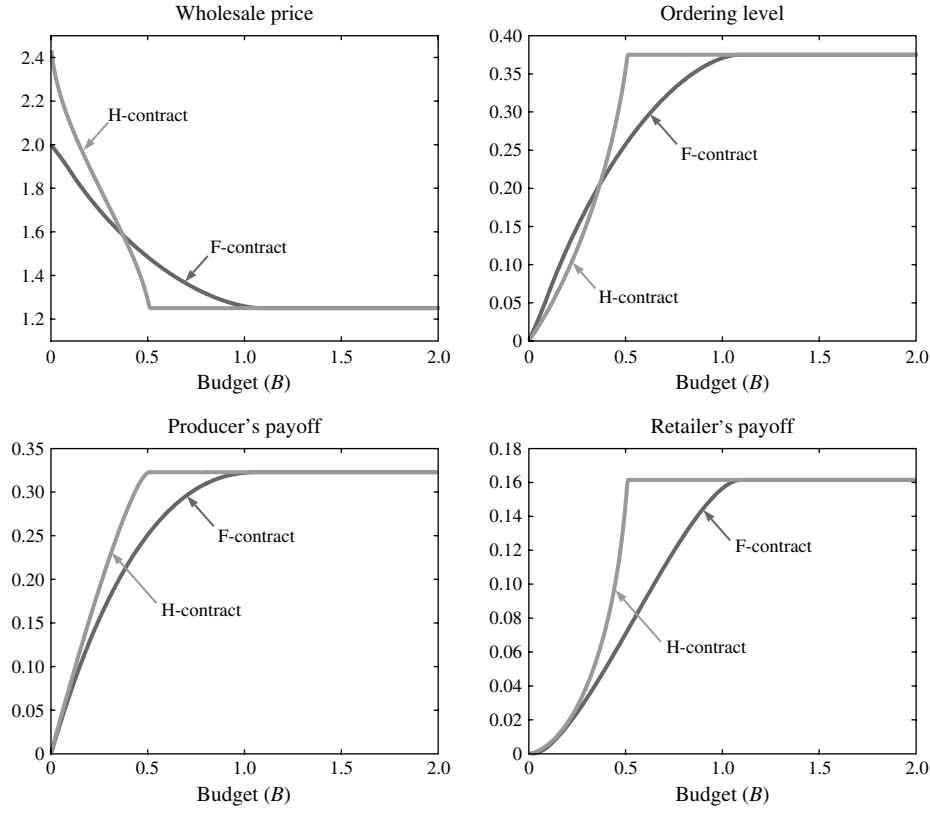 Wholesale price
2.4
2.2
2.0
1.8
1.6
1.4
1.2
H-contract
F-contract
0 0.5 1.0 1.5 2.0
Budget (B)
Ordering level
0.40
0.35
0.30
0.25
0.20
0.15
0.10
0.05
0
F-contract
H-contract
0 0.5 1.0 1.5 2.0
Budget (B)
Producer's payoff
0.35
0.30
0.25
0.20
0.15
0.10
0.05
0
F-contract
H-contract
0 0.5 1.0 1.5 2.0
Budget (B)
Retailer's payoff
0.18
0.16
0.14
0.12
0.10
0.08
0.06
0.04
0.02
0
F-contract
H-contract
0 0.5 1.0 1.5 2.0
Budget (B)